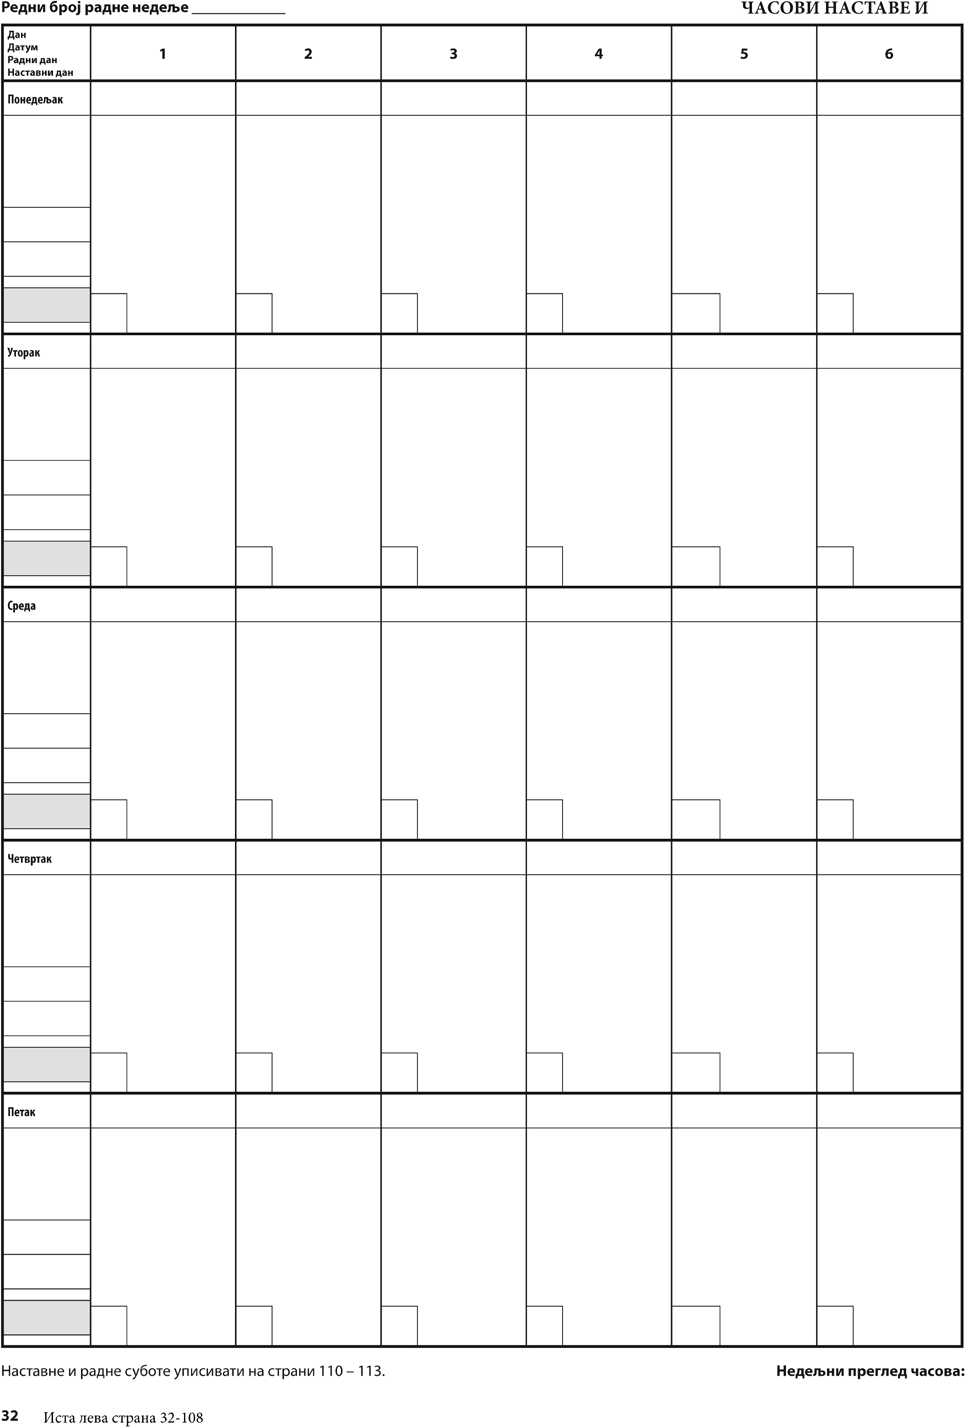 Редни број радне недеље ____________
ЧАСОВИ НАСТАВЕ И
Дан
Датум
Радни дан
Наставни дан
1 2 3 4 5 6
Понедељак
Уторак
Среда
Четвртак
Петак
Наставне и радне суботе уписивати на страни 110 – 113.
Недељни преглед часова:
32 Иста лева страна 32-108